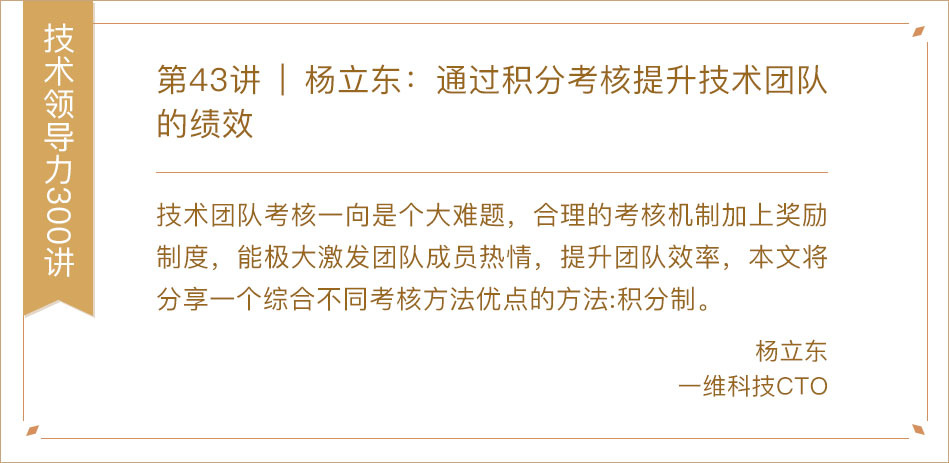 技术领导力300讲
第43讲 | 杨立东：通过积分考核提升技术团队
的绩效
技术团队考核一向是个大难题，合理的考核机制加上奖励
制度，能极大激发团队成员热情，提升团队效率，本文将
分享一个综合不同考核方法优点的方法:积分制。
杨立东
一维科技CTO